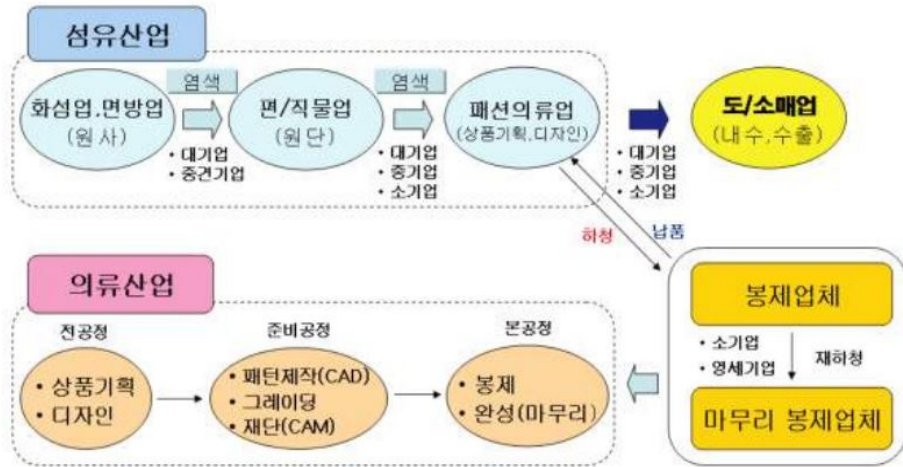 섬유산업
화섬업,면방업
(원사)
염색
• 대기업
• 중견기업
편/직물업
(원단)
염색
• 대기업
• 중기업
• 소기업
패션의류업
(상품기획,디자인)
• 대기업
• 중기업
• 소기업
도/소매업
(내수,수출)
하청
납품
봉제업체
• 소기업
• 영세기업
재하청
마무리 봉제업체
의류산업
전공정
• 상품기획
• 디자인
준비공정
• 패턴제작(CAD)
• 그레이딩
• 재단(CAM)
본공정
• 봉제
• 완성(마무리)